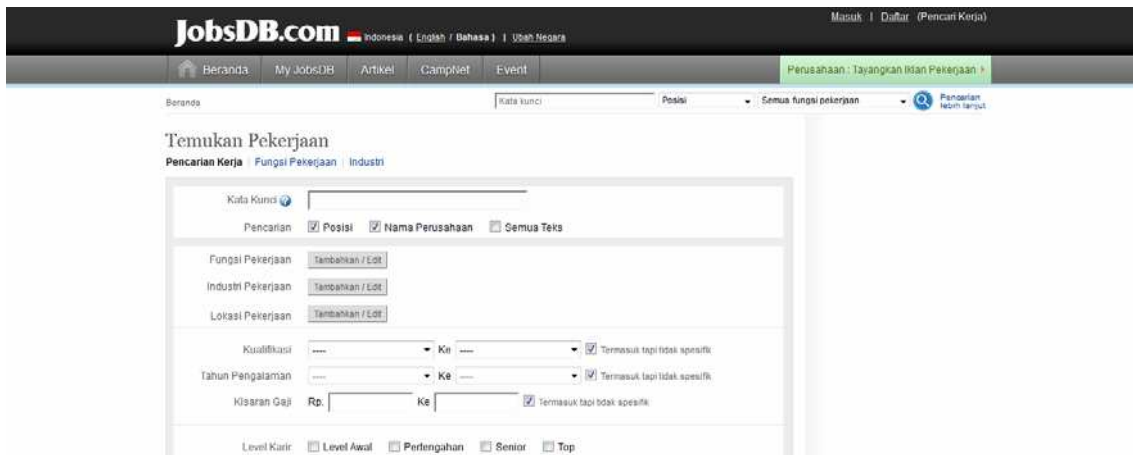 Masuk | Daftar (Pencari Kerja)
JobsDB.com Indonesia ( English / Bahasa ) | Ubah Negara
Beranda My JobsDB Artikel CampNet Event Perusahaan : Tayangkan Iklan Pekerjaan
Beranda Kata kunci Posisi Semua fungsi pekerjaan Pencarian
lebih lanjut
Temukan Pekerjaan
Pencarian Kerja | Fungsi Pekerjaan | Industri
Kata Kunci ?
Pencarian Posisi Nama Perusahaan Semua Teks
Fungsi Pekerjaan Tambahkan / Edit
Industri Pekerjaan Tambahkan / Edit
Lokasi Pekerjaan Tambahkan / Edit
Kualifikasi ---- Ke ---- Termasuk tapi tidak spesifik
Tahun Pengalaman ---- Ke ---- Termasuk tapi tidak spesifik
Kisaran Gaji Rp. Ke Termasuk tapi tidak spesifik
Level Karir Level Awal Pertengahan Senior Top